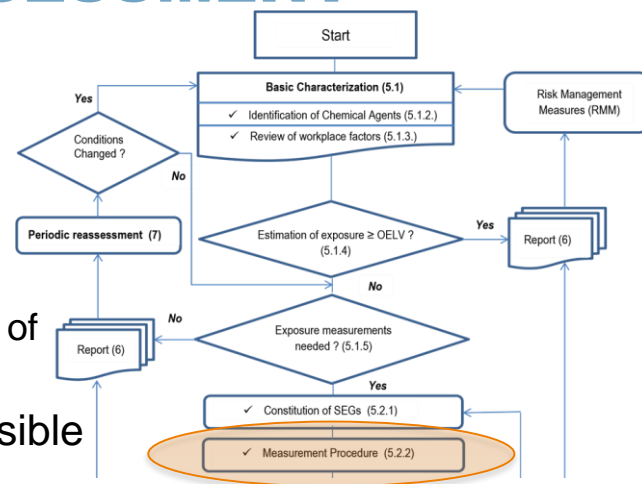 Start
Basic Characterization (5.1)
✓ Identification of Chemical Agents (5.1.2.)
✓ Review of workplace factors (5.1.3.)
Risk Management
Measures (RMM)
Yes
Conditions
Changed ?
No
Periodic reassessment (7)
Estimation of exposure ≥ OELV ?
(5.1.4)
Yes
Report (6)
No
of
No
Report (6)
Exposure measurements
needed ? (5.1.5)
Yes
✓ Constitution of SEGs (5.2.1)
sible
✓ Measurement Procedure (5.2.2)